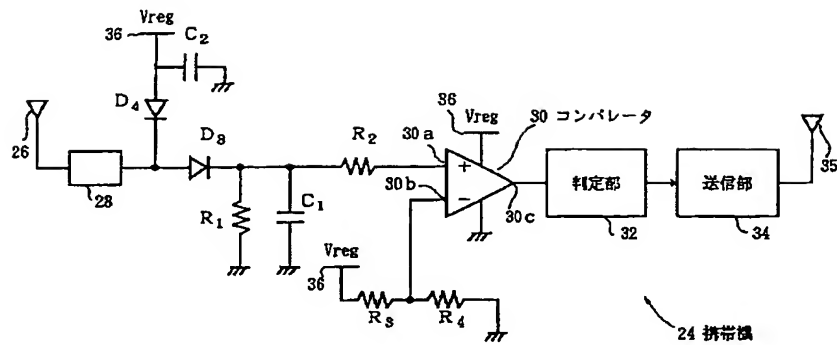 Vreg
36
C₂
D₄
26
28
D₃
R₁
C₁
R₂
36
Vreg
30 コンパレータ
30a
30b
30c
+
−
判定部
32
送信部
34
35
Vreg
36
R₃
R₄
24 携帯機